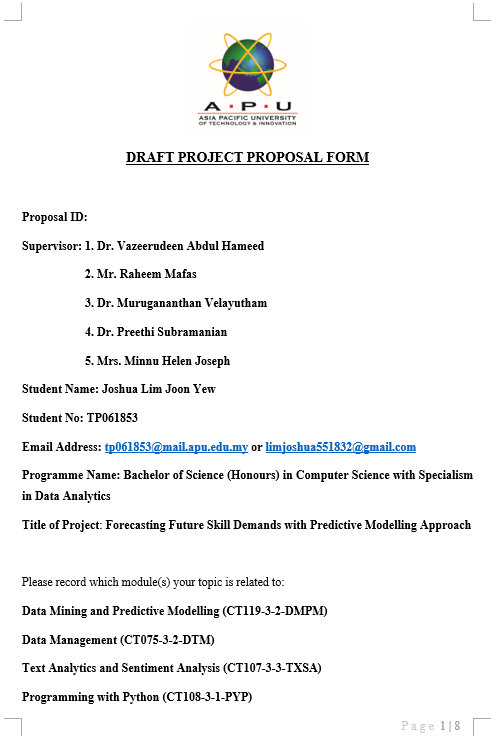 A • P • U
ASIA PACIFIC UNIVERSITY
OF TECHNOLOGY & INNOVATION
DRAFT PROJECT PROPOSAL FORM
Proposal ID:
Supervisor: 1. Dr. Vazeerudeen Abdul Hameed
2. Mr. Raheem Mafas
3. Dr. Murugananthan Velayutham
4. Dr. Preethi Subramanian
5. Mrs. Minnu Helen Joseph
Student Name: Joshua Lim Joon Yew
Student No: TP061853
Email Address: tp061853@mail.apu.edu.my or limjoshua551832@gmail.com
Programme Name: Bachelor of Science (Honours) in Computer Science with Specialism
in Data Analytics
Title of Project: Forecasting Future Skill Demands with Predictive Modelling Approach
Please record which module(s) your topic is related to:
Data Mining and Predictive Modelling (CT119-3-2-DMPM)
Data Management (CT075-3-2-DTM)
Text Analytics and Sentiment Analysis (CT107-3-3-TXSA)
Programming with Python (CT108-3-1-PYP)
Page 1|8